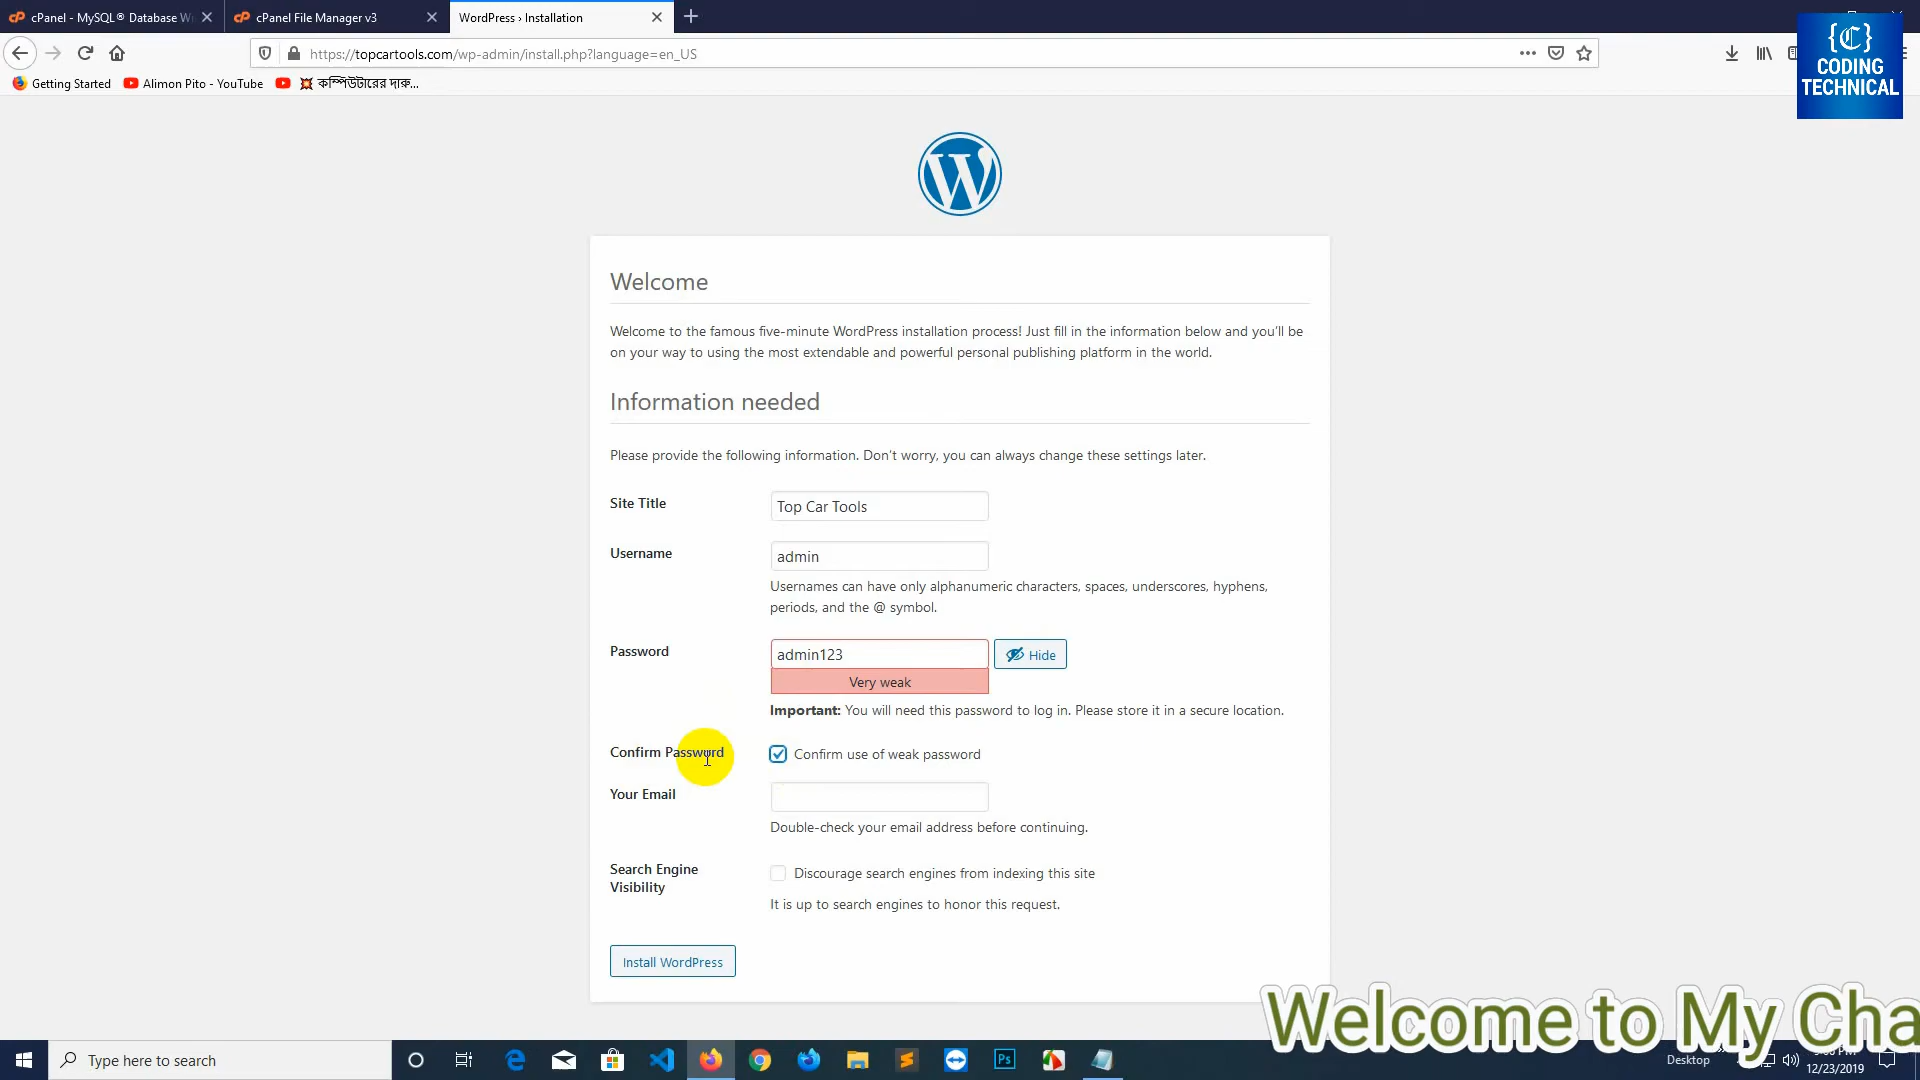 cPanel - MySQL® Database Wi
cPanel File Manager v3
WordPress › Installation
{C}
CODING
TECHNICAL
https://topcartools.com/wp-admin/install.php?language=en_US
Getting Started
Alimon Pito - YouTube
💥 কম্পিউটারের দারু...
Welcome
Welcome to the famous five-minute WordPress installation process! Just fill in the information below and you’ll be
on your way to using the most extendable and powerful personal publishing platform in the world.
Information needed
Please provide the following information. Don’t worry, you can always change these settings later.
Site Title
Top Car Tools
Username
admin
Usernames can have only alphanumeric characters, spaces, underscores, hyphens,
periods, and the @ symbol.
Password
admin123
Hide
Very weak
Important: You will need this password to log in. Please store it in a secure location.
Confirm Password
Confirm use of weak password
Your Email
Double-check your email address before continuing.
Search Engine
Visibility
Discourage search engines from indexing this site
It is up to search engines to honor this request.
Install WordPress
Welcome to My Cha
Type here to search
Desktop
12/23/2019